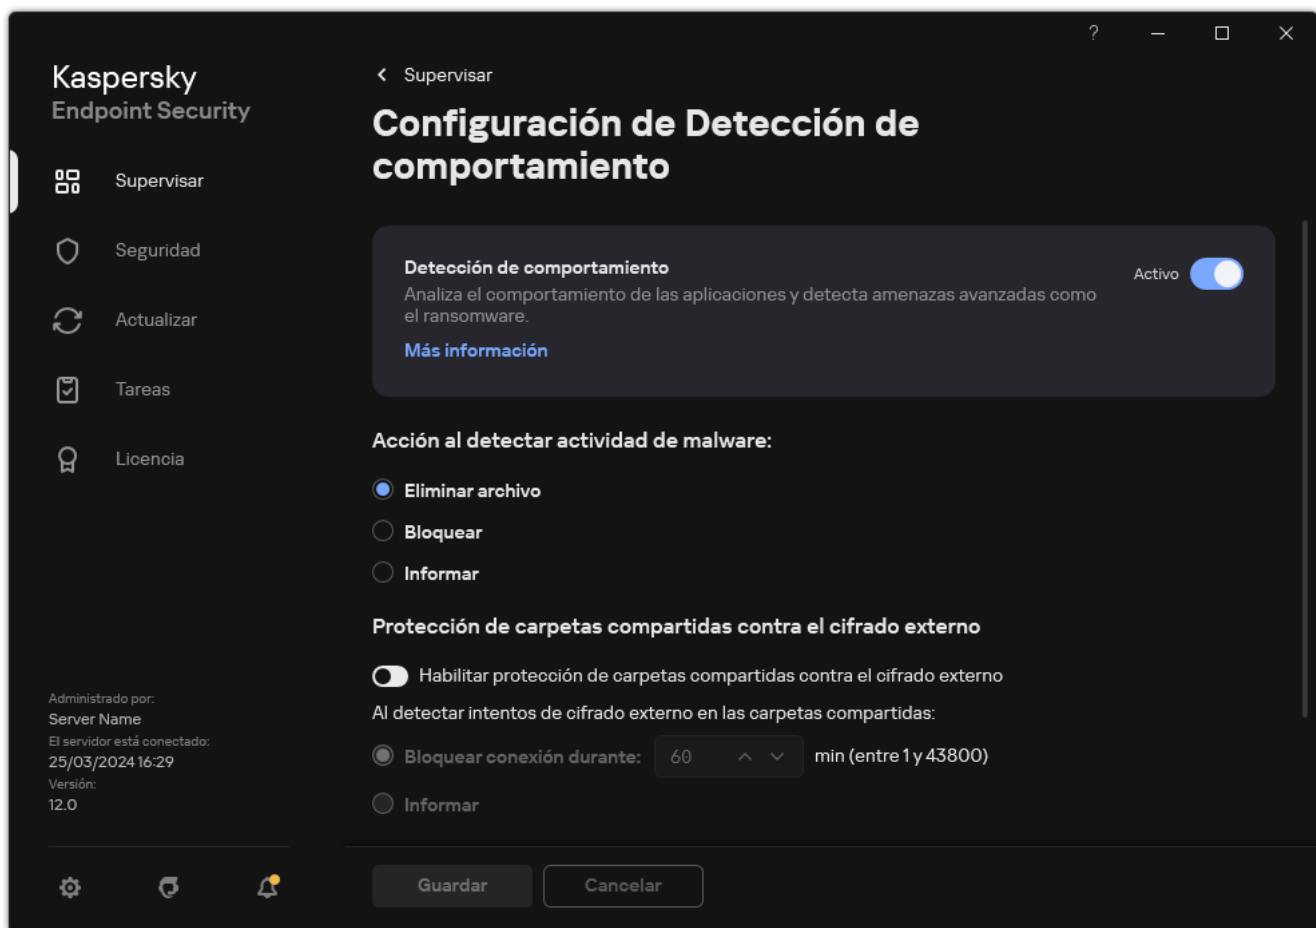 ?
Kaspersky
Endpoint Security
Supervisar
Seguridad
Actualizar
Tareas
Licencia
Administrado por:
Server Name
El servidor está conectado:
25/03/2024 16:29
Versión:
12.0
Supervisar
Configuración de Detección de
comportamiento
Detección de comportamiento
Activo
Analiza el comportamiento de las aplicaciones y detecta amenazas avanzadas como
el ransomware.
Más información
Acción al detectar actividad de malware:
Eliminar archivo
Bloquear
Informar
Protección de carpetas compartidas contra el cifrado externo
Habilitar protección de carpetas compartidas contra el cifrado externo
Al detectar intentos de cifrado externo en las carpetas compartidas:
Bloquear conexión durante: 60 min (entre 1 y 43800)
Informar
Guardar Cancelar